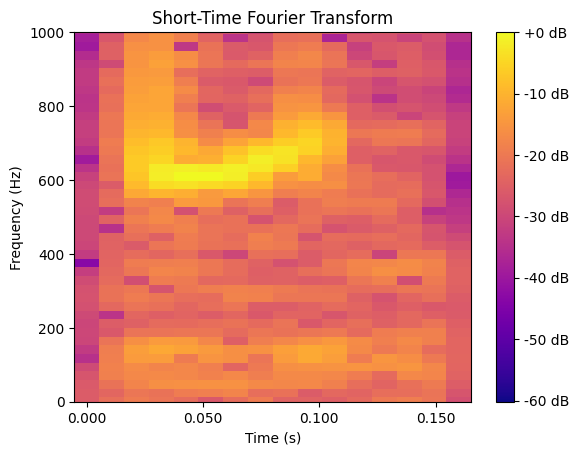 Short-Time Fourier Transform
1000
800
600
400
200
0
Frequency (Hz)
0.000
0.050
0.100
0.150
Time (s)
+0 dB
-10 dB
-20 dB
-30 dB
-40 dB
-50 dB
-60 dB